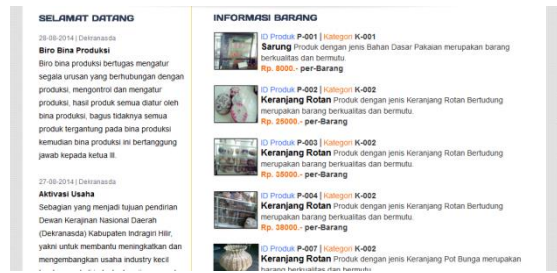 SELAMAT DATANG
28-08-2014 | Dekranasda
Biro Bina Produksi
Biro bina produksi bertugas mengatur
segala urusan yang berhubungan dengan
produksi, mengontrol dan mengatur
produksi, hasil produk semua diatur oleh
bina produksi, bagus tidaknya semua
produk tergantung pada bina produksi
kemudian bina produksi ini bertanggung
jawab kepada ketua III.
27-08-2014 | Dekranasda
Aktivasi Usaha
Sebagian yang menjadi tujuan pendirian
Dewan Kerajinan Nasional Daerah
(Dekranasda) Kabupaten Indragiri Hilir,
yakni untuk membantu meningkatkan dan
mengembangkan usaha industry kecil
INFORMASI BARANG
ID Produk P-001 | Kategori K-001
Sarung Produk dengan jenis Bahan Dasar Pakaian merupakan barang
berkualitas dan bermutu.
Rp. 8000.- per-Barang
ID Produk P-002 | Kategori K-002
Keranjang Rotan Produk dengan jenis Keranjang Rotan Bertudung
merupakan barang berkualitas dan bermutu.
Rp. 25000.- per-Barang
ID Produk P-003 | Kategori K-002
Keranjang Rotan Produk dengan jenis Keranjang Rotan Bertudung
merupakan barang berkualitas dan bermutu.
Rp. 35000.- per-Barang
ID Produk P-004 | Kategori K-002
Keranjang Rotan Produk dengan jenis Keranjang Rotan Bertudung
merupakan barang berkualitas dan bermutu.
Rp. 38000.- per-Barang
ID Produk P-007 | Kategori K-002
Keranjang Rotan Produk dengan jenis Keranjang Pot Bunga merupakan
barang berkualitas dan bermutu.